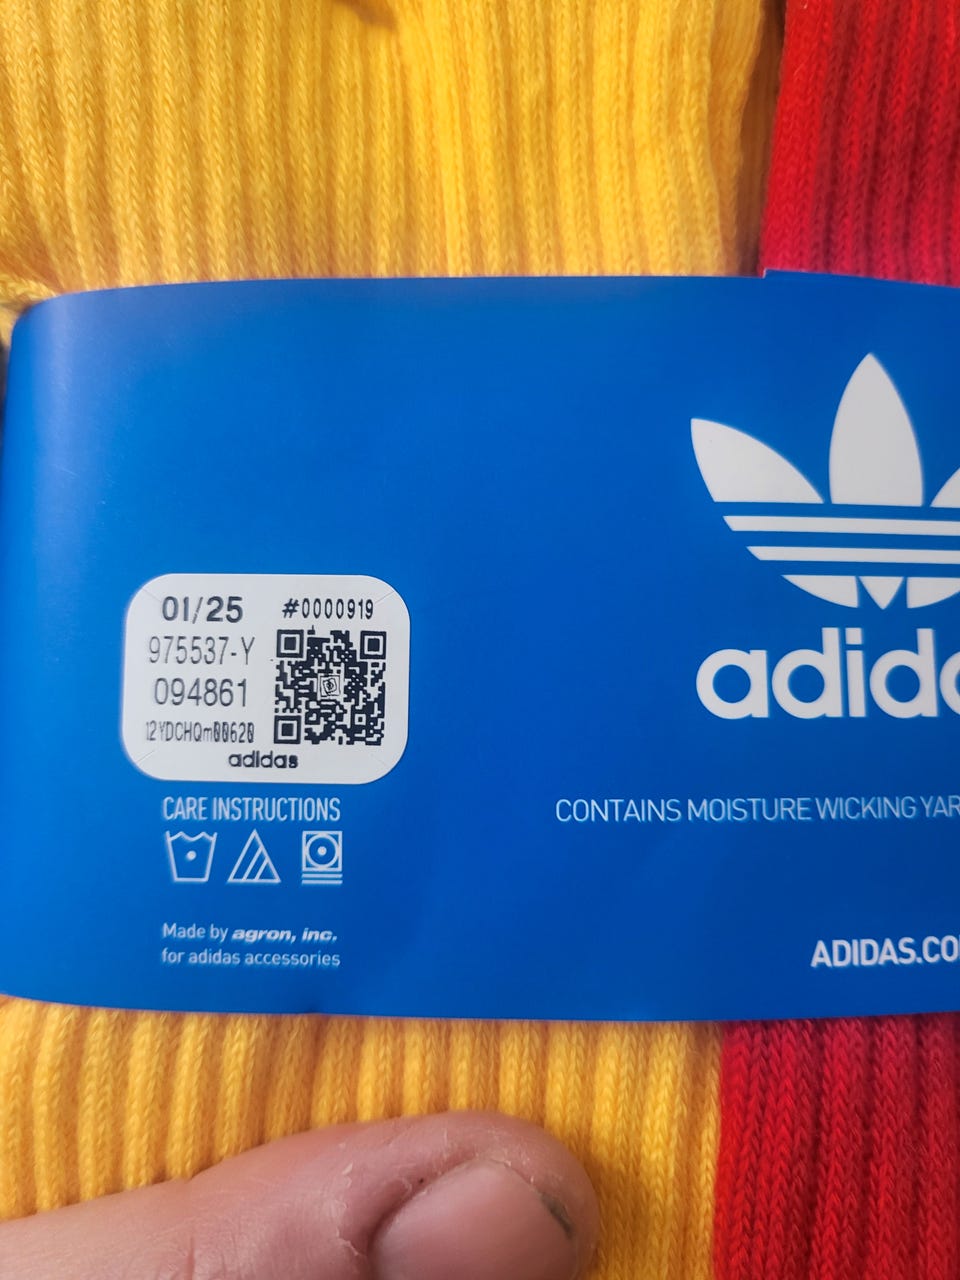 01/25 #0000919
975537-Y
094861
12YDCHQm00620
adidas
CARE INSTRUCTIONS
Made by agron, inc.
for adidas accessories
adida
CONTAINS MOISTURE WICKING YAR
ADIDAS.CO